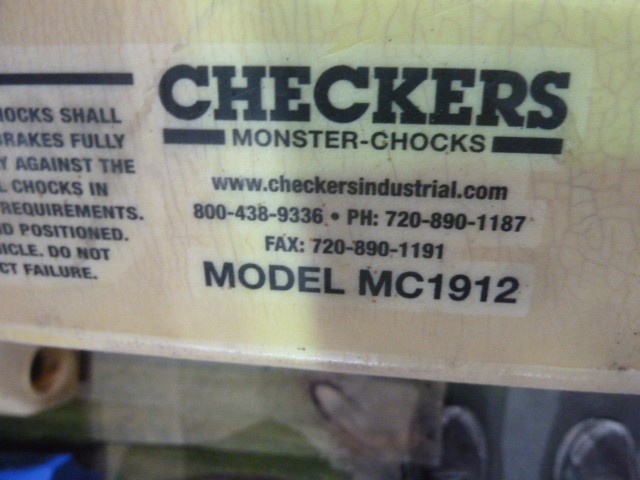 HOCKS SHALL
BRAKES FULLY
Y AGAINST THE
L CHOCKS IN
REQUIREMENTS.
D POSITIONED.
ICLE. DO NOT
CT FAILURE.
CHECKERS
MONSTER-CHOCKS
www.checkersindustrial.com
800-438-9336 • PH: 720-890-1187
FAX: 720-890-1191
MODEL MC1912